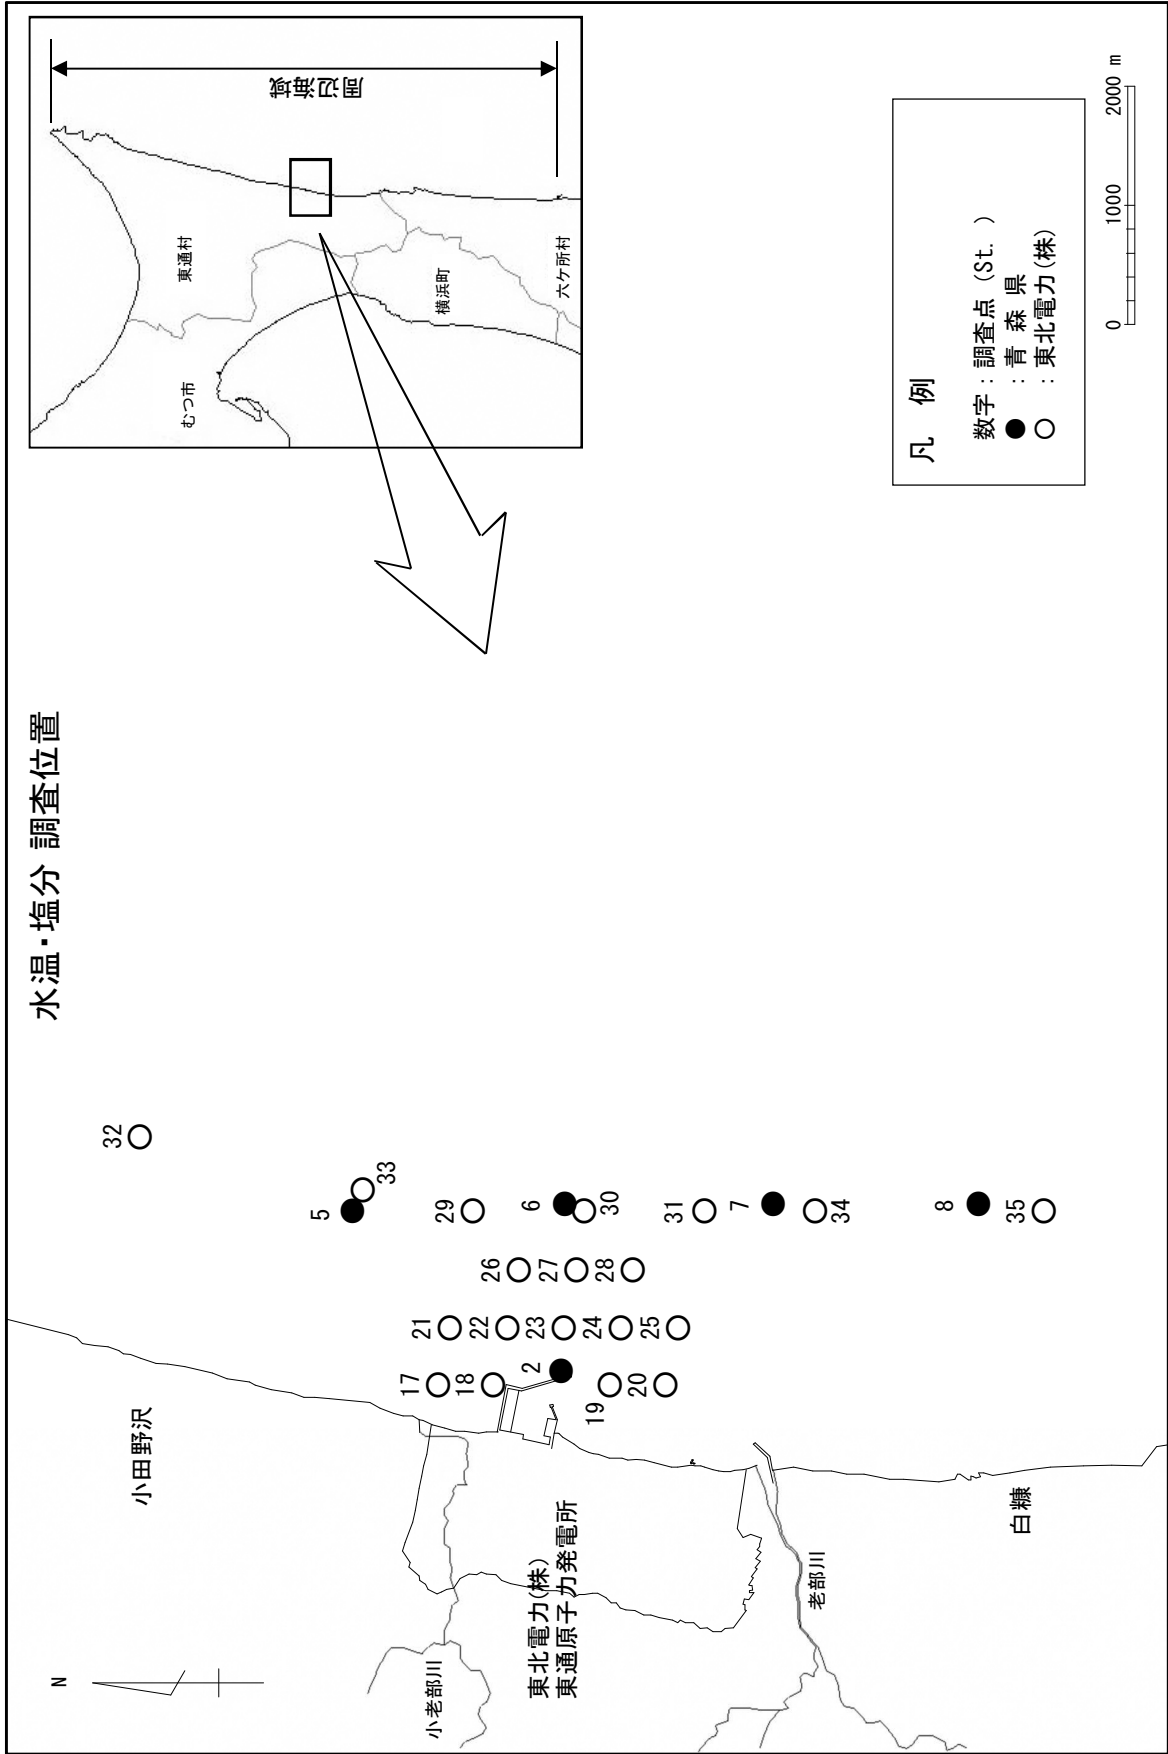 水温・塩分 調査位置
N
小田野沢
小老部川
東北電力(株)
東通原子力発電所
老部川
白糠
32
5
33
29
6
30
31
7
34
8
35
26
27
28
21
22
23
24
25
17
18
2
19
20
周辺海域
東通村
むつ市
横浜町
六ケ所村
凡 例
数字：調査点 (St. )
●：青 森 県
○：東北電力(株)
0 1000 2000 m